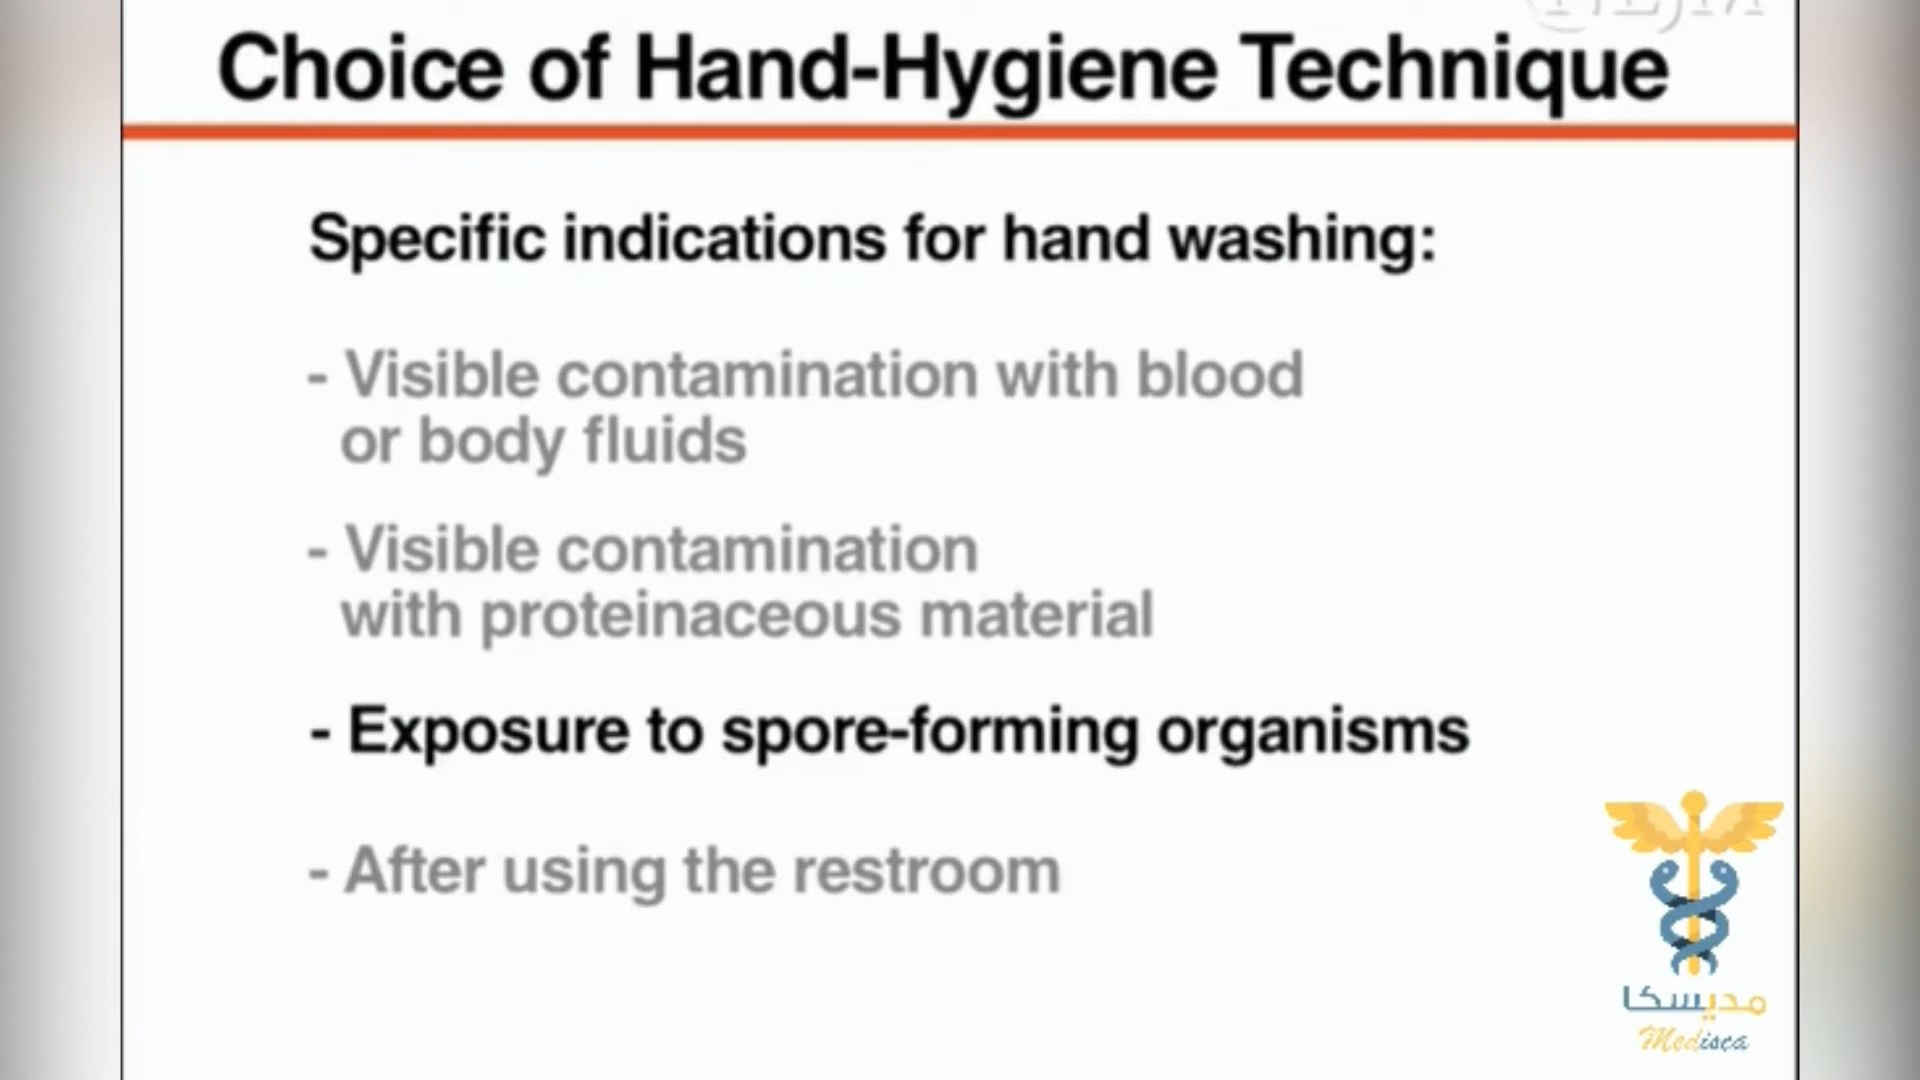 Choice of Hand-Hygiene Technique
Specific indications for hand washing:
- Visible contamination with blood
or body fluids
- Visible contamination
with proteinaceous material
- Exposure to spore-forming organisms
- After using the restroom
مديسكا
Medisca